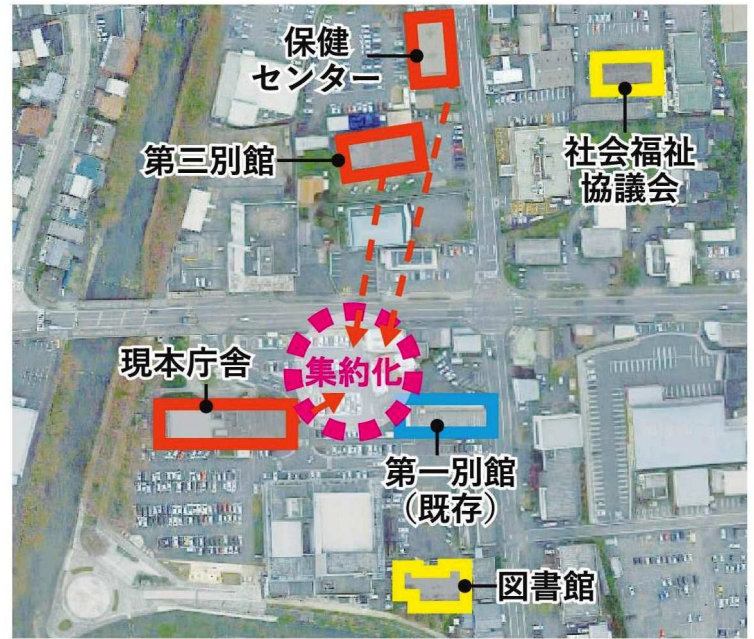 保健
センター
第三別館
社会福祉
協議会
現本庁舎
集約化
第一別館
(既存)
図書館